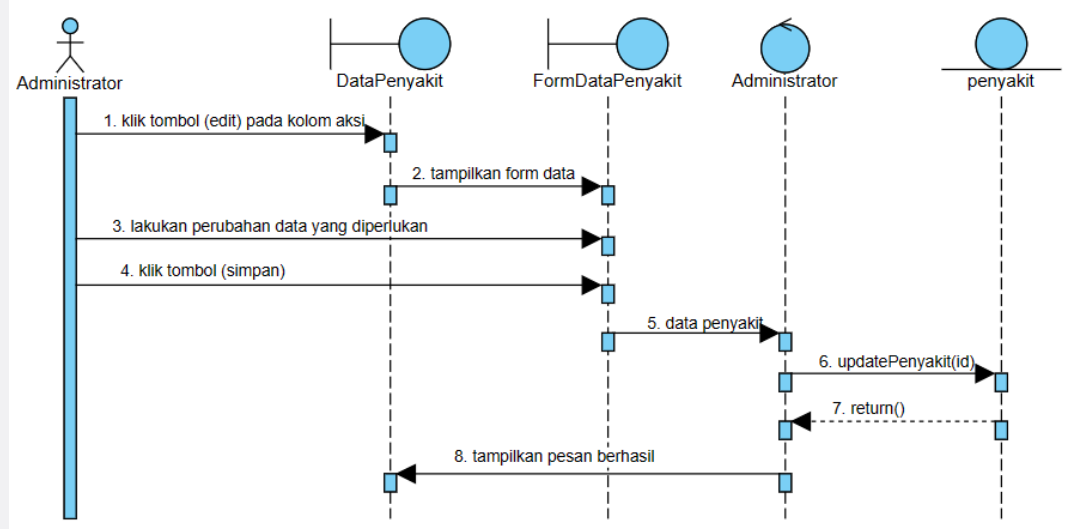 Administrator
DataPenyakit
FormDataPenyakit
Administrator
penyakit
1. klik tombol (edit) pada kolom aksi
2. tampilkan form data
3. lakukan perubahan data yang diperlukan
4. klik tombol (simpan)
5. data penyakit
6. updatePenyakit(id)
7. return()
8. tampilkan pesan berhasil